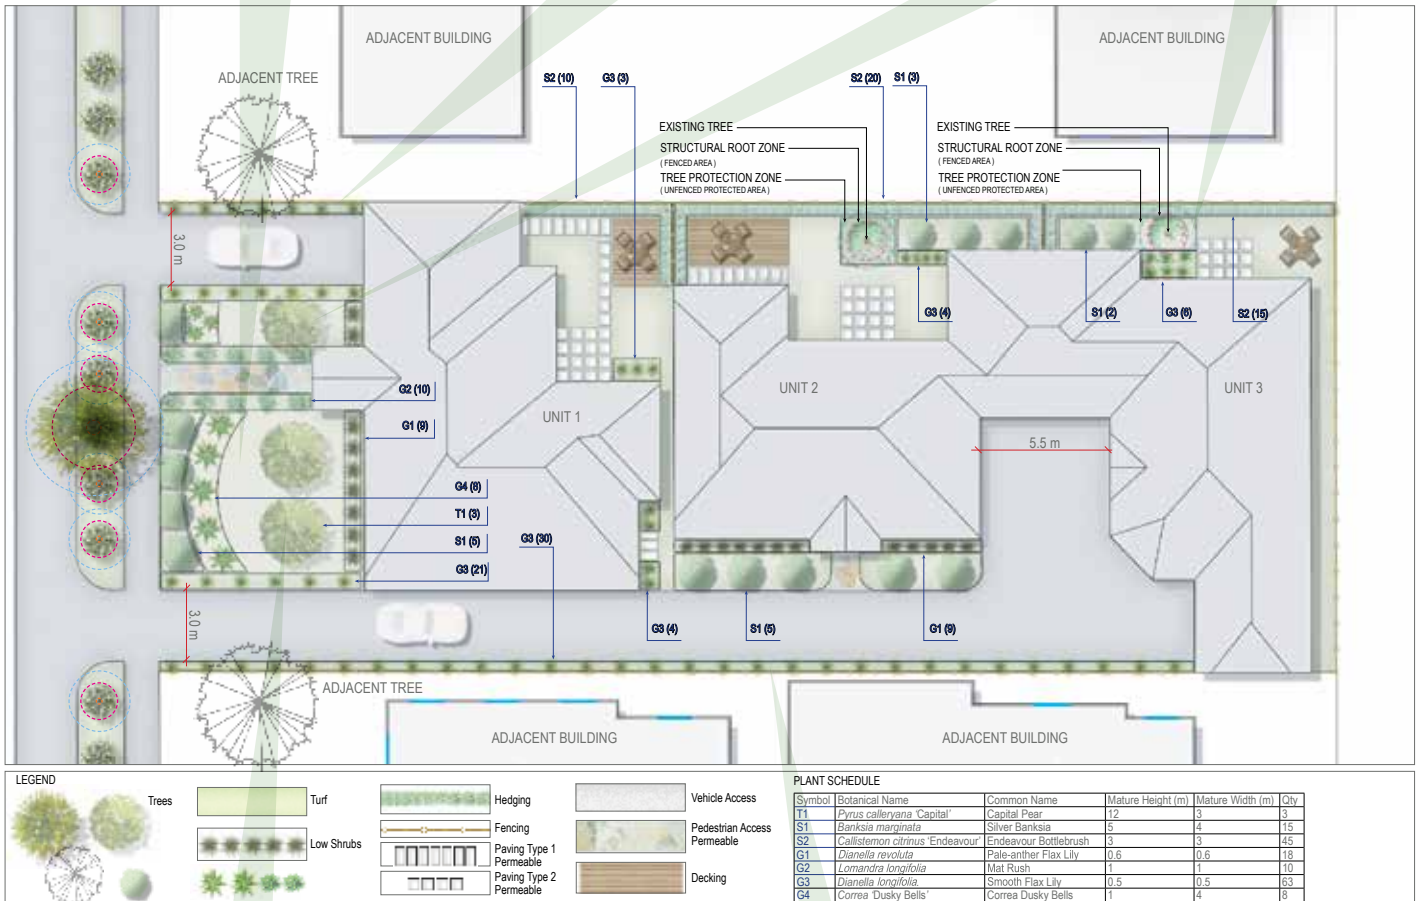 ADJACENT BUILDING
ADJACENT BUILDING
ADJACENT TREE
S2 (10)
G3 (3)
S2 (20)
S1 (3)
EXISTING TREE
STRUCTURAL ROOT ZONE
( FENCED AREA )
TREE PROTECTION ZONE
( UNFENCED PROTECTED AREA )
EXISTING TREE
STRUCTURAL ROOT ZONE
( FENCED AREA )
TREE PROTECTION ZONE
( UNFENCED PROTECTED AREA )
3.0 m
G3 (4)
S1 (2)
G3 (6)
S2 (15)
G2 (10)
G1 (9)
UNIT 1
UNIT 2
UNIT 3
5.5 m
G4 (8)
T1 (3)
S1 (5)
G3 (21)
G3 (30)
3.0 m
G3 (4)
S1 (5)
G1 (9)
ADJACENT TREE
ADJACENT BUILDING
ADJACENT BUILDING
LEGEND
Trees
Turf
Low Shrubs
Hedging
Fencing
Paving Type 1
Permeable
Paving Type 2
Permeable
Vehicle Access
Pedestrian Access
Permeable
Decking
PLANT SCHEDULE
Symbol Botanical Name Common Name Mature Height (m) Mature Width (m) Qty
T1 Pyrus calleryana 'Capital' Capital Pear 12 3 3
S1 Banksia marginata Silver Banksia 5 4 15
S2 Callistemon citrinus 'Endeavour' Endeavour Bottlebrush 3 3 45
G1 Dianella revoluta Pale-anther Flax Lily 0.6 0.6 18
G2 Lomandra longifolia Mat Rush 1 1 10
G3 Dianella longifolia. Smooth Flax Lily 0.5 0.5 63
G4 Correa 'Dusky Bells' Correa Dusky Bells 1 4 8